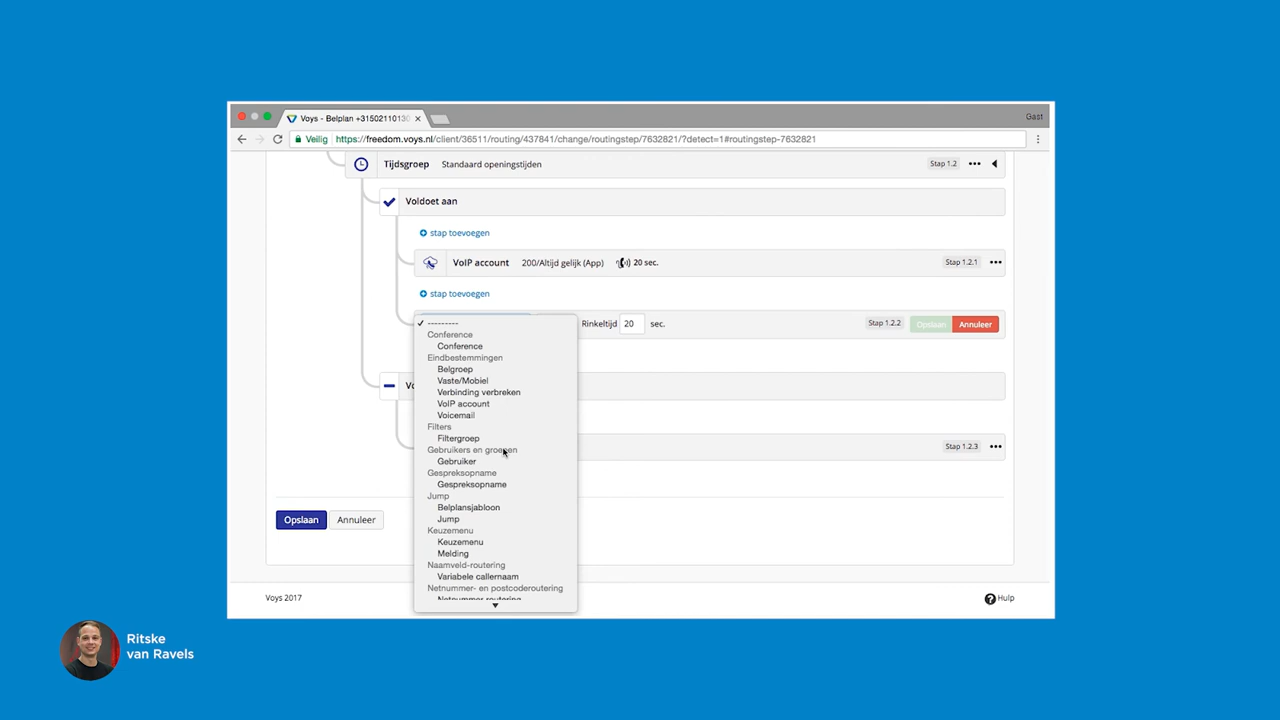 Voys - Belplan +31502110130
Gast
Veilig https://freedom.voys.nl/client/36511/routing/437841/change/routingstep/7632821/?detect=1#routingstep-7632821
Tijdsgroep Standaard openingstijden Stap 1.2
Voldoet aan
stap toevoegen
VoIP account 200/Altijd gelijk (App) 20 sec. Stap 1.2.1
stap toevoegen
Rinkeltijd 20 sec. Stap 1.2.2 Opslaan Annuleer
---------
Conference
Conference
Eindbestemmingen
Belgroep
Vaste/Mobiel
Verbinding verbreken
VoIP account
Voicemail
Filters
Filtergroep
Gebruikers en groepen
Gebruiker
Gespreksopname
Gespreksopname
Jump
Belplansjabloon
Jump
Keuzemenu
Keuzemenu
Melding
Naamveld-routering
Variabele callernaam
Netnummer- en postcoderoutering
Netnummer routering
Stap 1.2.3
Opslaan Annuleer
Voys 2017
Hulp
Ritske
van Ravels